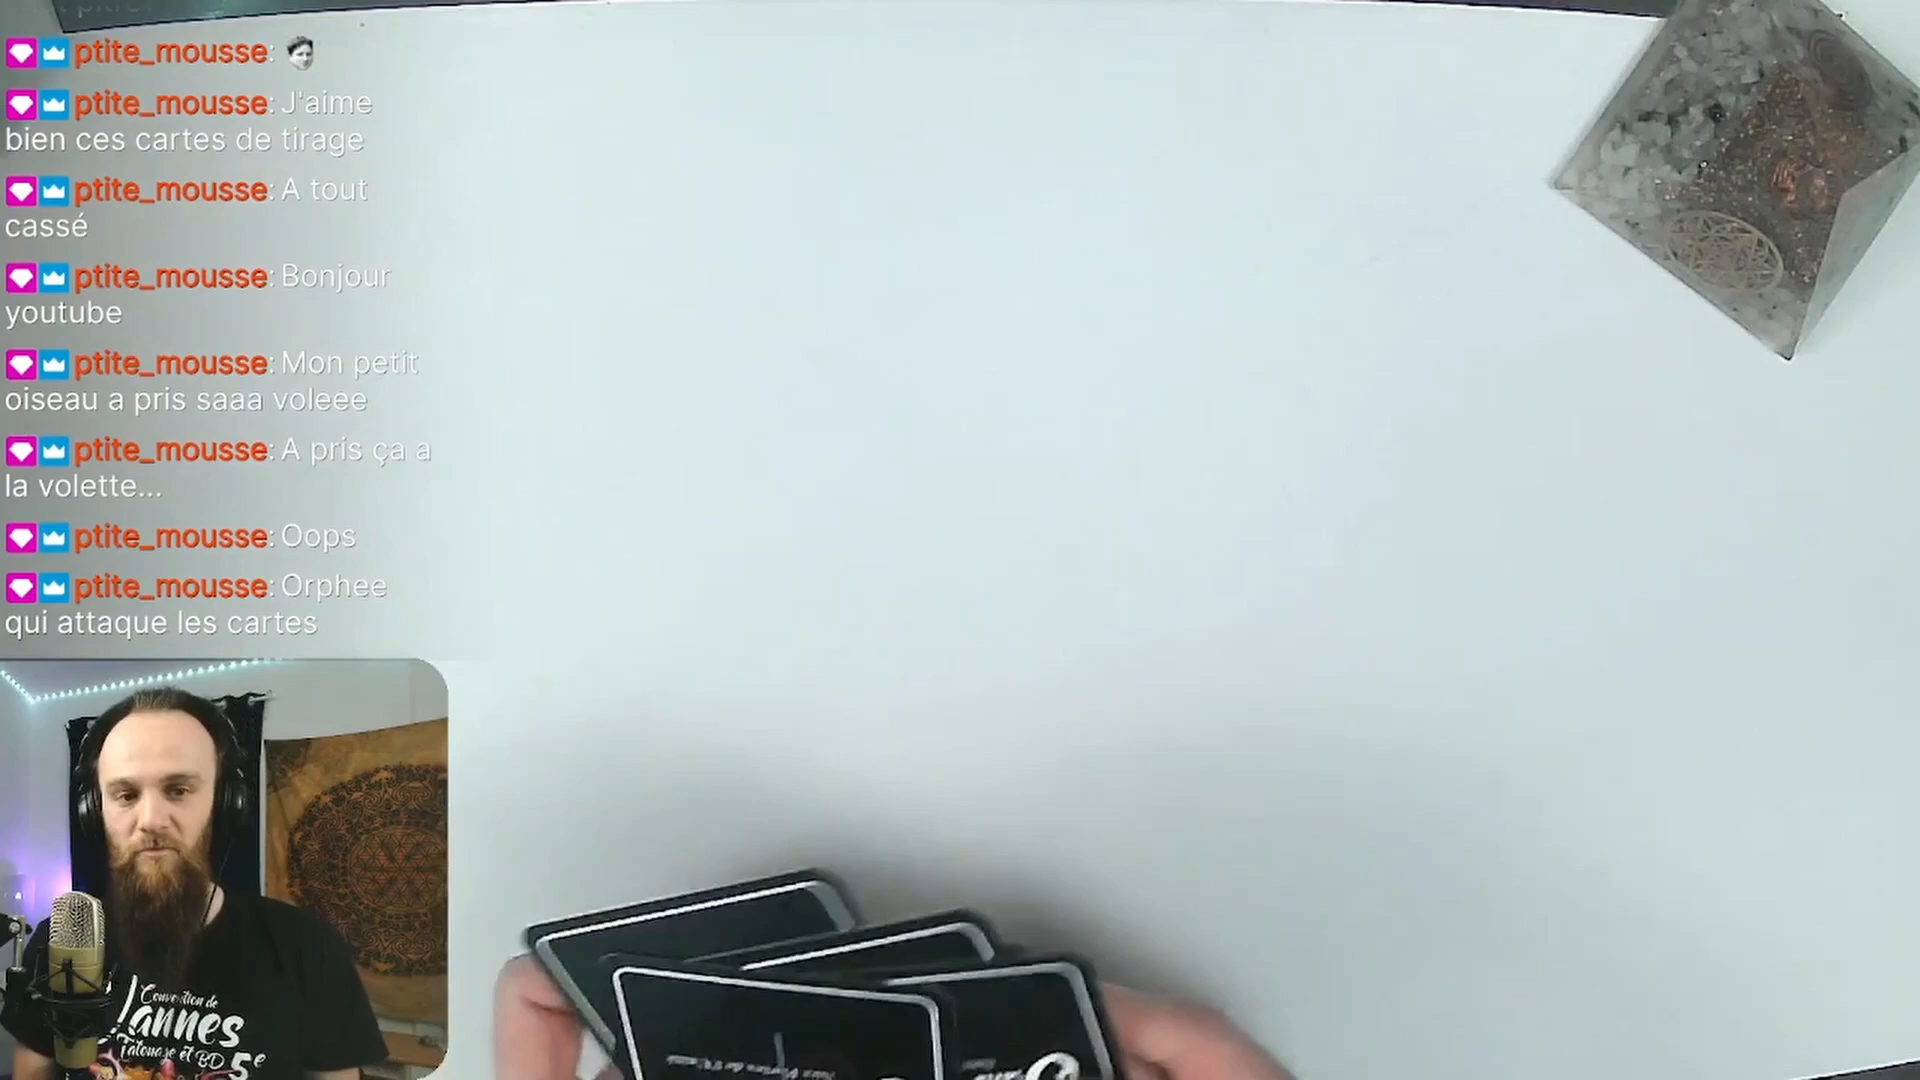 ptite_mousse:
ptite_mousse: J'aime
bien ces cartes de tirage
ptite_mousse: A tout
cassé
ptite_mousse: Bonjour
youtube
ptite_mousse: Mon petit
oiseau a pris saaa voleee
ptite_mousse: A pris ça a
la volette...
ptite_mousse: Oops
ptite_mousse: Orphee
qui attaque les cartes
Convention de
Vannes
Tatouage et BD 5e